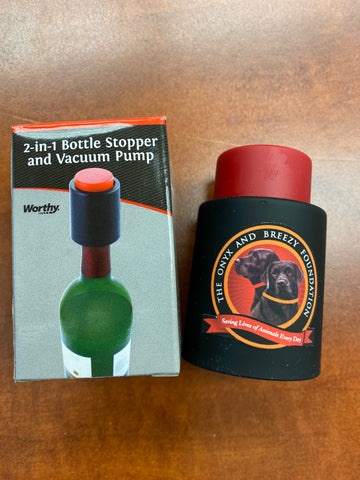 2-in-1 Bottle Stopper
and Vacuum Pump
Worthy.
THE ONYX AND BREEZY FOUNDATION
Saving Lives of Animals Every Day